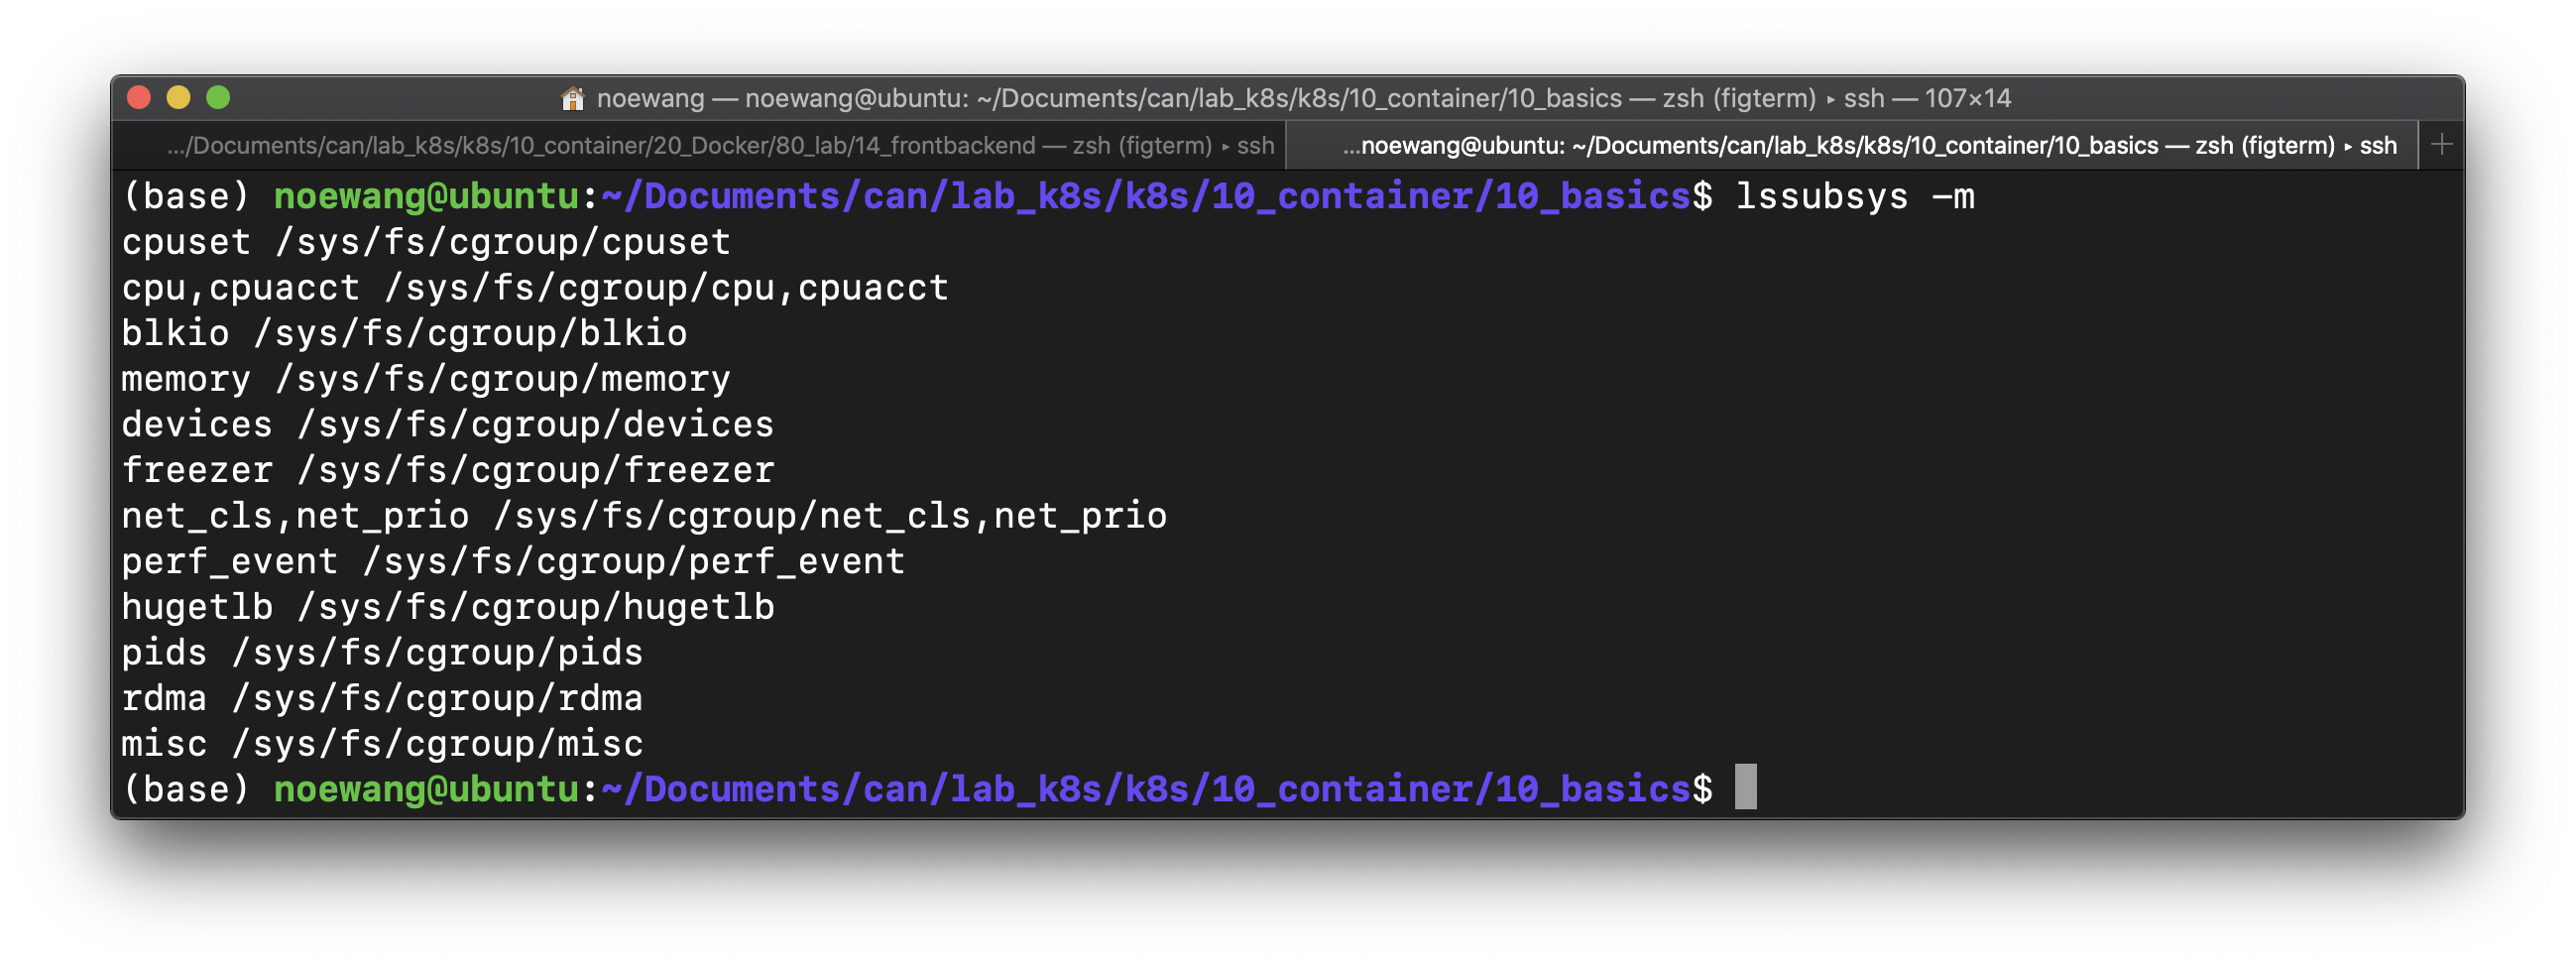 noewang — noewang@ubuntu: ~/Documents/can/lab_k8s/k8s/10_container/10_basics — zsh (figterm) ▸ ssh — 107×14
.../Documents/can/lab_k8s/k8s/10_container/20_Docker/80_lab/14_frontbackend — zsh (figterm) ▸ ssh
...noewang@ubuntu: ~/Documents/can/lab_k8s/k8s/10_container/10_basics — zsh (figterm) ▸ ssh
(base) noewang@ubuntu:~/Documents/can/lab_k8s/k8s/10_container/10_basics$ lssubsys -m
cpuset /sys/fs/cgroup/cpuset
cpu,cpuacct /sys/fs/cgroup/cpu,cpuacct
blkio /sys/fs/cgroup/blkio
memory /sys/fs/cgroup/memory
devices /sys/fs/cgroup/devices
freezer /sys/fs/cgroup/freezer
net_cls,net_prio /sys/fs/cgroup/net_cls,net_prio
perf_event /sys/fs/cgroup/perf_event
hugetlb /sys/fs/cgroup/hugetlb
pids /sys/fs/cgroup/pids
rdma /sys/fs/cgroup/rdma
misc /sys/fs/cgroup/misc
(base) noewang@ubuntu:~/Documents/can/lab_k8s/k8s/10_container/10_basics$